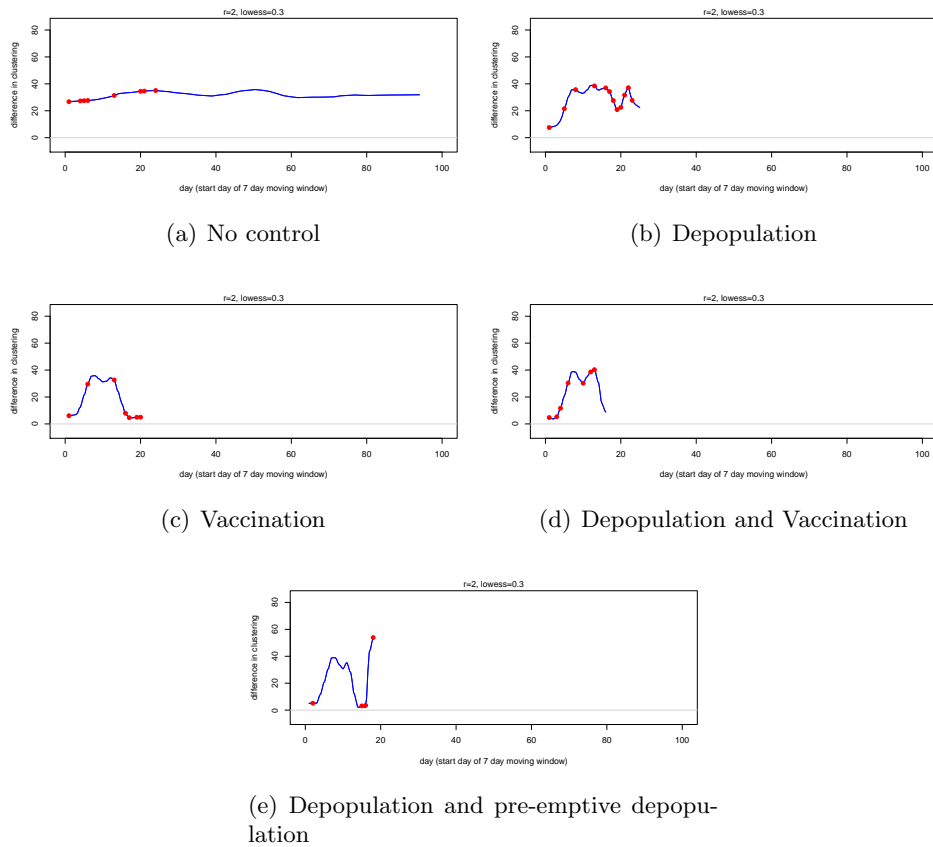 r=2, lowess=0.3
difference in clustering
0 20 40 60 80
0 20 40 60 80 100
day (start day of 7 day moving window)
(a) No control
r=2, lowess=0.3
difference in clustering
0 20 40 60 80
0 20 40 60 80 100
day (start day of 7 day moving window)
(b) Depopulation
r=2, lowess=0.3
difference in clustering
0 20 40 60 80
0 20 40 60 80 100
day (start day of 7 day moving window)
(c) Vaccination
r=2, lowess=0.3
difference in clustering
0 20 40 60 80
0 20 40 60 80 100
day (start day of 7 day moving window)
(d) Depopulation and Vaccination
r=2, lowess=0.3
difference in clustering
0 20 40 60 80
0 20 40 60 80 100
day (start day of 7 day moving window)
(e) Depopulation and pre-emptive depopu-
lation